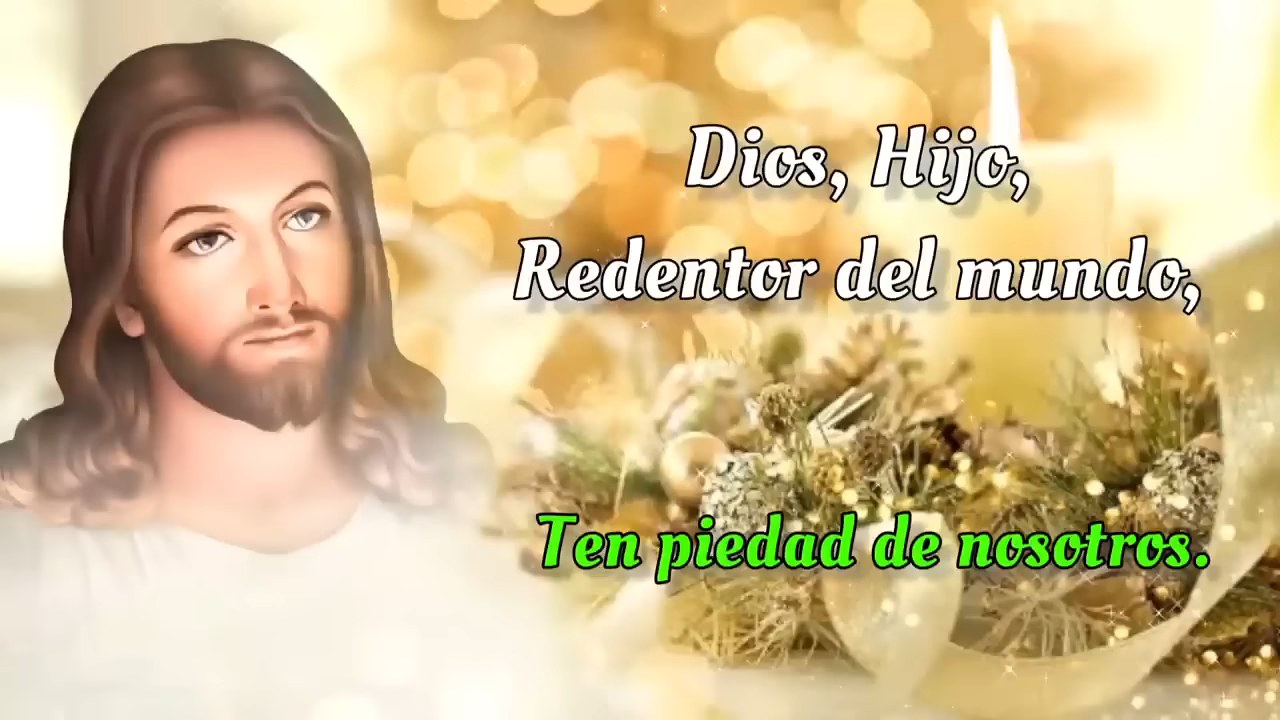 Dios, Hijo,
Redentor del mundo,
Ten piedad de nosotros.